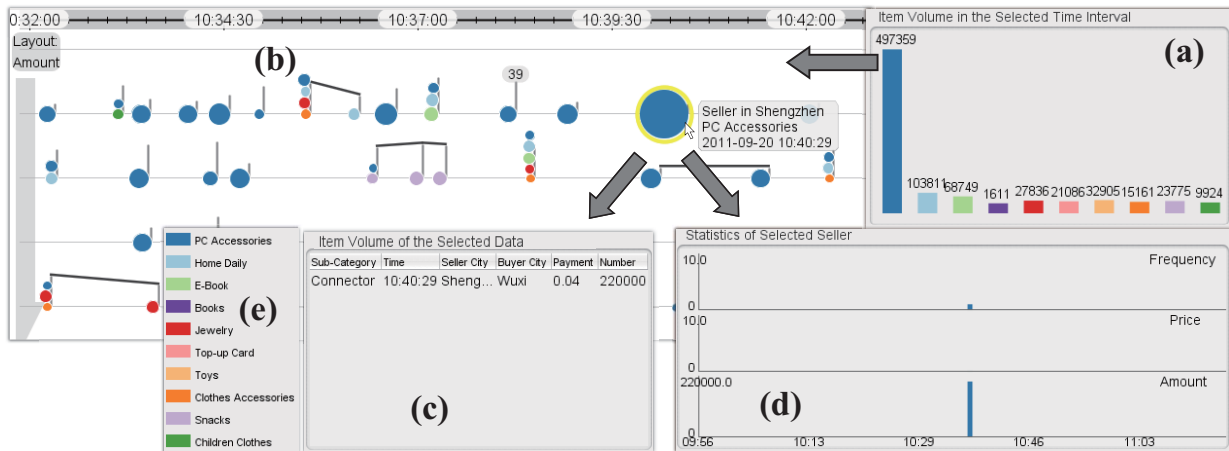 0:32:00 10:34:30 10:37:00 10:39:30 10:42:00
Layout:
Amount
(b)
39
Seller in Shengzhen
PC Accessories
2011-09-20 10:40:29
Item Volume in the Selected Time Interval
497359
(a)
103811 68749 1611 27836 21086 32905 15161 23775 9924
PC Accessories
Home Daily
E-Book
Books
Jewelry
Top-up Card
Toys
Clothes Accessories
Snacks
Children Clothes
(e)
Item Volume of the Selected Data
Sub-Category Time Seller City Buyer City Payment Number
Connector 10:40:29 Sheng... Wuxi 0.04 220000
(c)
Statistics of Selected Seller
10.0 Frequency
0
10.0 Price
0
220000.0 Amount
(d)
0
09:56 10:13 10:29 10:46 11:03